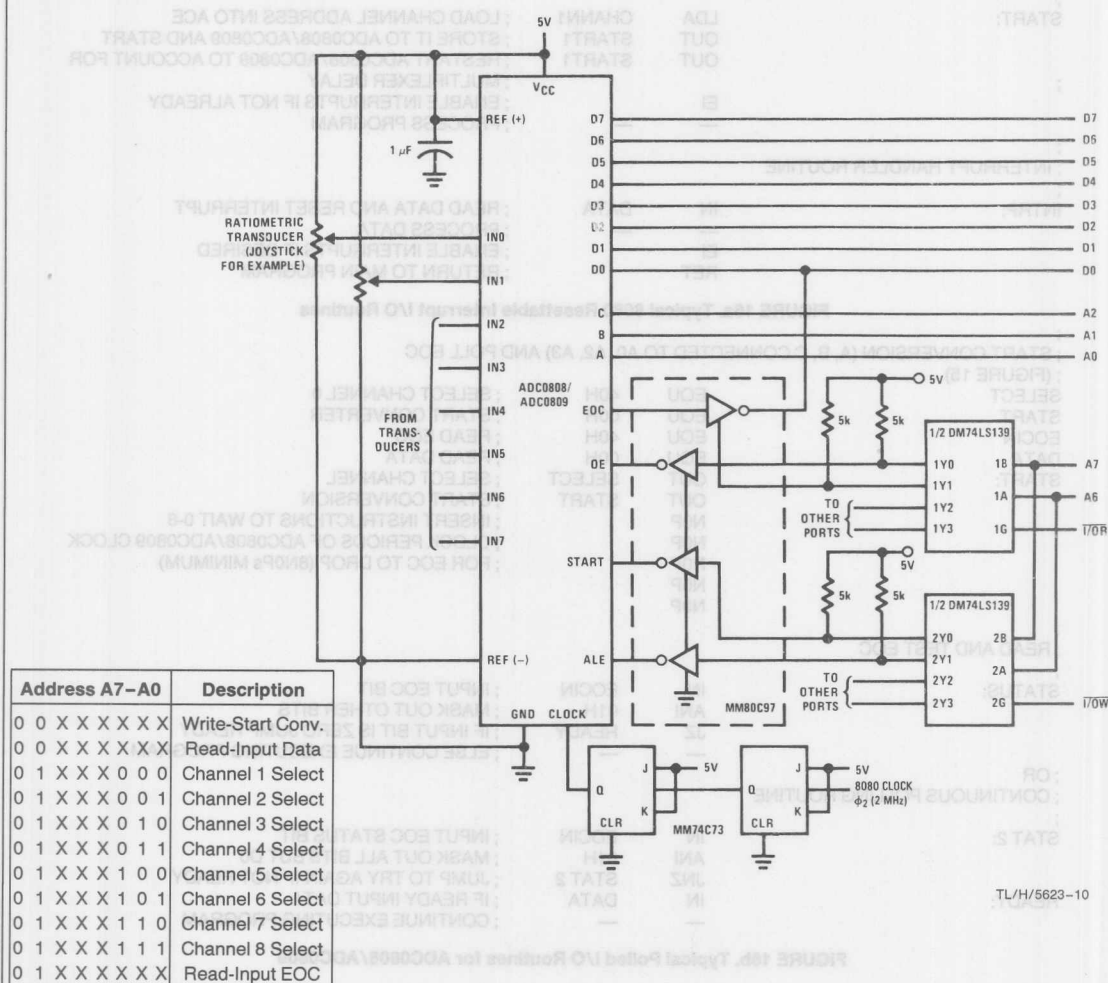 5V
VCC
REF (+)
1 µF
D7
D6
D5
D4
D3
D2
D1
D0
D7
D6
D5
D4
D3
D2
D1
D0
RATIOMETRIC
TRANSDUCER
(JOYSTICK
FOR EXAMPLE)
IN0
IN1
IN2
IN3
IN4
IN5
IN6
IN7
FROM
TRANS-
DUCERS
C
B
A
A2
A1
A0
ADC0808/
ADC0809
EOC
OE
START
ALE
REF (−)
GND CLOCK
5V
5k
5k
1/2 DM74LS139
1Y0
1Y1
1Y2
1Y3
1B
1A
1G
A7
A6
I/OR
TO
OTHER
PORTS
5V
5k
5k
1/2 DM74LS139
2Y0
2Y1
2Y2
2Y3
2B
2A
2G
I/OW
TO
OTHER
PORTS
MM80C97
J
Q
K
CLR
5V
MM74C73
J
Q
K
CLR
5V
8080 CLOCK
ϕ2 (2 MHz)
TL/H/5623–10
Address A7–A0 Description
0 0 X X X X X X Write-Start Conv.
0 0 X X X X X X Read-Input Data
0 1 X X X 0 0 0 Channel 1 Select
0 1 X X X 0 0 1 Channel 2 Select
0 1 X X X 0 1 0 Channel 3 Select
0 1 X X X 0 1 1 Channel 4 Select
0 1 X X X 1 0 0 Channel 5 Select
0 1 X X X 1 0 1 Channel 6 Select
0 1 X X X 1 1 0 Channel 7 Select
0 1 X X X 1 1 1 Channel 8 Select
0 1 X X X X X X Read-Input EOC